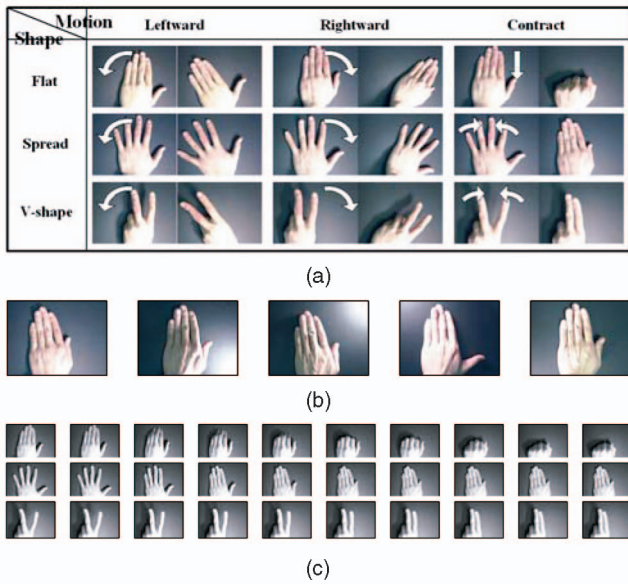 Motion
Shape
Leftward
Rightward
Contract
Flat
Spread
V-shape
(a)
(b)
(c)